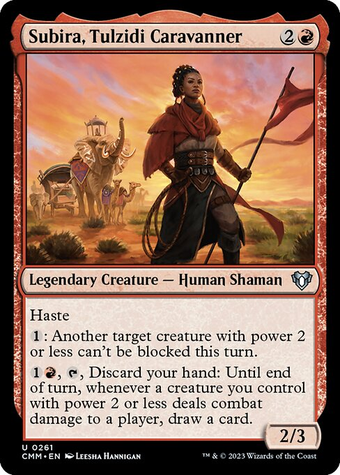 Subira, Tulzidi Caravanner 2
Legendary Creature — Human Shaman
Haste
1: Another target creature with power 2
or less can't be blocked this turn.
1, Discard your hand: Until end
of turn, whenever a creature you control
with power 2 or less deals combat
damage to a player, draw a card.
2/3
U 0261
CMM • EN Leesha Hannigan
™ & © 2023 Wizards of the Coast